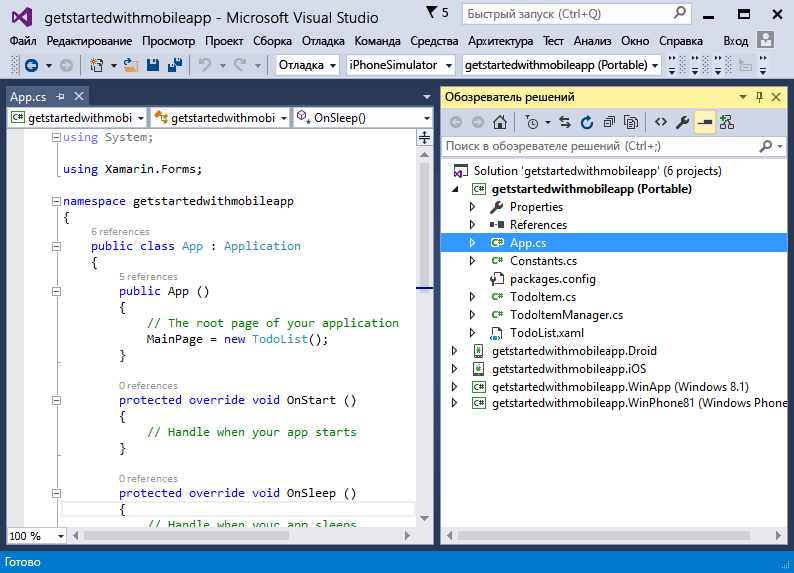 getstartedwithmobileapp - Microsoft Visual Studio
5
Быстрый запуск (Ctrl+Q)
Файл Редактирование Просмотр Проект Сборка Отладка Команда Средства Архитектура Тест Анализ Окно Справка Вход
Отладка iPhoneSimulator getstartedwithmobileapp (Portable)
App.cs
getstartedwithmobi getstartedwithmobi OnSleep()
using System;
using Xamarin.Forms;
namespace getstartedwithmobileapp
{
6 references
public class App : Application
{
5 references
public App ()
{
// The root page of your application
MainPage = new TodoList();
}
0 references
protected override void OnStart ()
{
// Handle when your app starts
}
0 references
protected override void OnSleep ()
{
// Handle when your app sleeps
100 %
Обозреватель решений
Поиск в обозревателе решений (Ctrl+;)
Solution 'getstartedwithmobileapp' (6 projects)
C# getstartedwithmobileapp (Portable)
Properties
References
C# App.cs
C# Constants.cs
packages.config
C# TodoItem.cs
C# TodoItemManager.cs
TodoList.xaml
getstartedwithmobileapp.Droid
getstartedwithmobileapp.iOS
C# getstartedwithmobileapp.WinApp (Windows 8.1)
C# getstartedwithmobileapp.WinPhone81 (Windows Phone
Готово